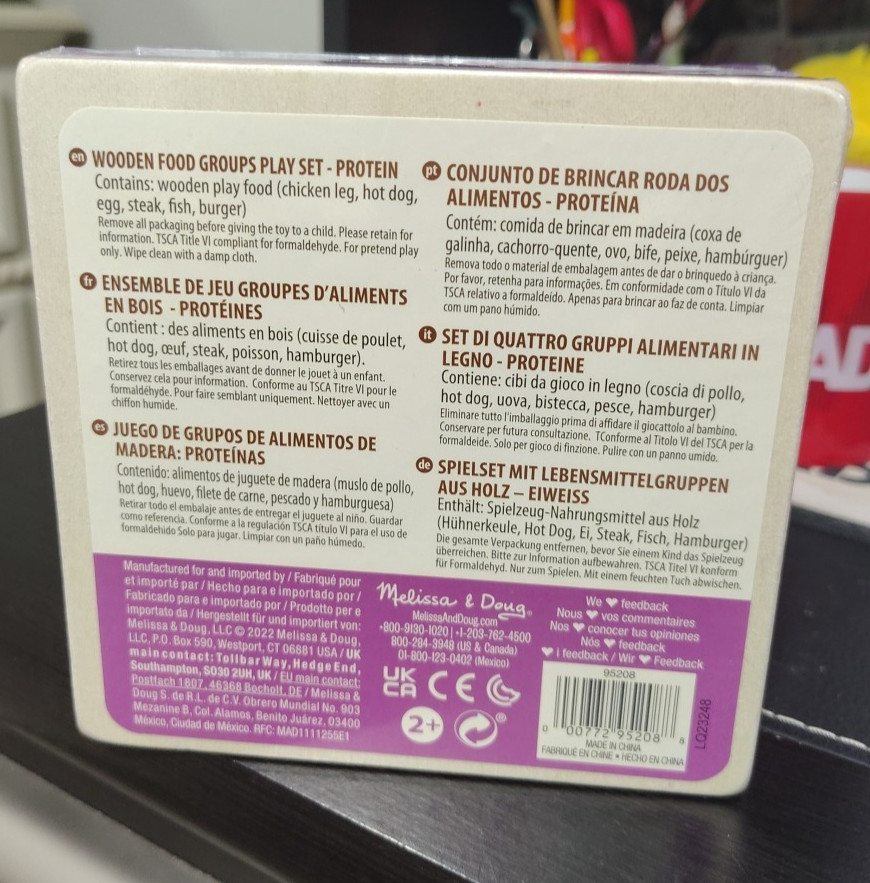 en WOODEN FOOD GROUPS PLAY SET - PROTEIN
Contains: wooden play food (chicken leg, hot dog,
egg, steak, fish, burger)
Remove all packaging before giving the toy to a child. Please retain for
information. TSCA Title VI compliant for formaldehyde. For pretend play
only. Wipe clean with a damp cloth.
fr ENSEMBLE DE JEU GROUPES D'ALIMENTS
EN BOIS - PROTÉINES
Contient : des aliments en bois (cuisse de poulet,
hot dog, œuf, steak, poisson, hamburger).
Retirez tous les emballages avant de donner le jouet à un enfant.
Conservez cela pour information. Conforme au TSCA Titre VI pour le
formaldéhyde. Pour faire semblant uniquement. Nettoyer avec un
chiffon humide.
es JUEGO DE GRUPOS DE ALIMENTOS DE
MADERA: PROTEÍNAS
Contenido: alimentos de juguete de madera (muslo de pollo,
hot dog, huevo, filete de carne, pescado y hamburguesa)
Retirar todo el embalaje antes de entregar el juguete al niño. Guardar
como referencia. Conforme a la regulación TSCA título VI para el uso de
formaldehído Solo para jugar. Limpiar con un paño húmedo.
pt CONJUNTO DE BRINCAR RODA DOS
ALIMENTOS - PROTEÍNA
Contém: comida de brincar em madeira (coxa de
galinha, cachorro-quente, ovo, bife, peixe, hambúrguer)
Remova todo o material de embalagem antes de dar o brinquedo à criança.
Por favor, retenha para informações. Em conformidade com o Título VI da
TSCA relativo a formaldeído. Apenas para brincar ao faz de conta. Limpiar
com um pano húmido.
it SET DI QUATTRO GRUPPI ALIMENTARI IN
LEGNO - PROTEINE
Contiene: cibi da gioco in legno (coscia di pollo,
hot dog, uova, bistecca, pesce, hamburger)
Eliminare tutto l'imballaggio prima di affidare il giocattolo al bambino.
Conservare per futura consultazione. TConforme al Titolo VI del TSCA per la
formaldeide. Solo per gioco di finzione. Pulire con un panno umido.
de SPIELSET MIT LEBENSMITTELGRUPPEN
AUS HOLZ – EIWEISS
Enthält: Spielzeug-Nahrungsmittel aus Holz
(Hühnerkeule, Hot Dog, Ei, Steak, Fisch, Hamburger)
Die gesamte Verpackung entfernen, bevor Sie einem Kind das Spielzeug
überreichen. Bitte zur Information aufbewahren. TSCA Titel VI konform
für Formaldehyd. Nur zum Spielen. Mit einem feuchten Tuch abwischen.
Manufactured for and imported by / Fabriqué pour
et importé par / Hecho para e importado por /
Fabricado para e importado por / Prodotto per e
importato da / Hergestellt für und importiert von:
Melissa & Doug, LLC © 2022 Melissa & Doug,
LLC, P.O. Box 590, Westport, CT 06881 USA / UK
main contact: Tollbar Way, Hedge End,
Southampton, SO30 2UH, UK / EU main contact:
Postfach 1807, 46368 Bocholt, DE / Melissa &
Doug S. de R.L. de C.V. Obrero Mundial No. 903
Mezanine B, Col. Alamos, Benito Juárez, 03400
México, Ciudad de México. RFC: MAD1111255E1
Melissa & Doug®
MelissaAndDoug.com
+800-9130-1020 | +1-203-762-4500
800-284-3948 (US & Canada)
01-800-123-0402 (Mexico)
UK CA CE
2+ ®
We ♥ feedback
Nous ♥ vos commentaires
Nos ♥ conocer tus opiniones
Nós ♥ feedback
♥ i feedback / Wir ♥ Feedback
95208
0 00772 95208 8
MADE IN CHINA
FABRIQUÉ EN CHINE • HECHO EN CHINA
LQ23248
AD